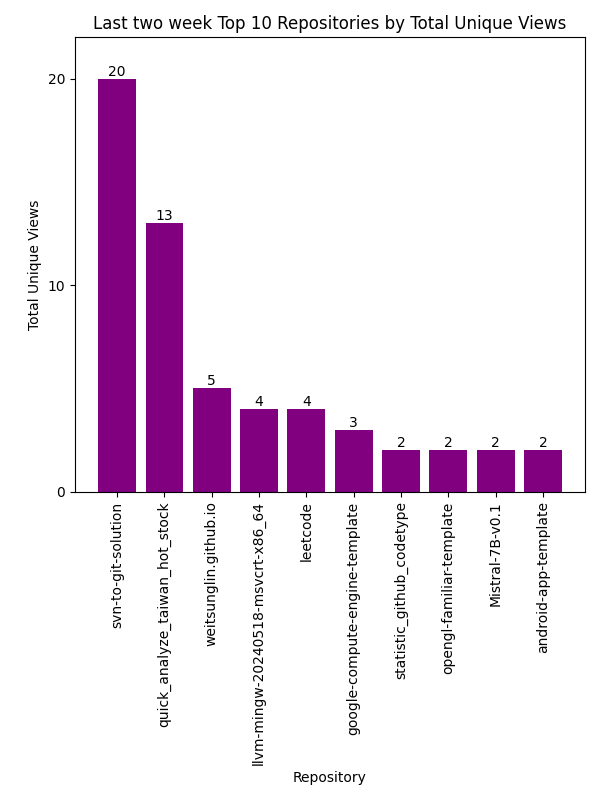 Last two week Top 10 Repositories by Total Unique Views
Total Unique Views
20
10
0
20
13
5
4
4
3
2
2
2
2
svn-to-git-solution
quick_analyze_taiwan_hot_stock
weitsunglin.github.io
llvm-mingw-20240518-msvcrt-x86_64
leetcode
google-compute-engine-template
statistic_github_codetype
opengl-familiar-template
Mistral-7B-v0.1
android-app-template
Repository